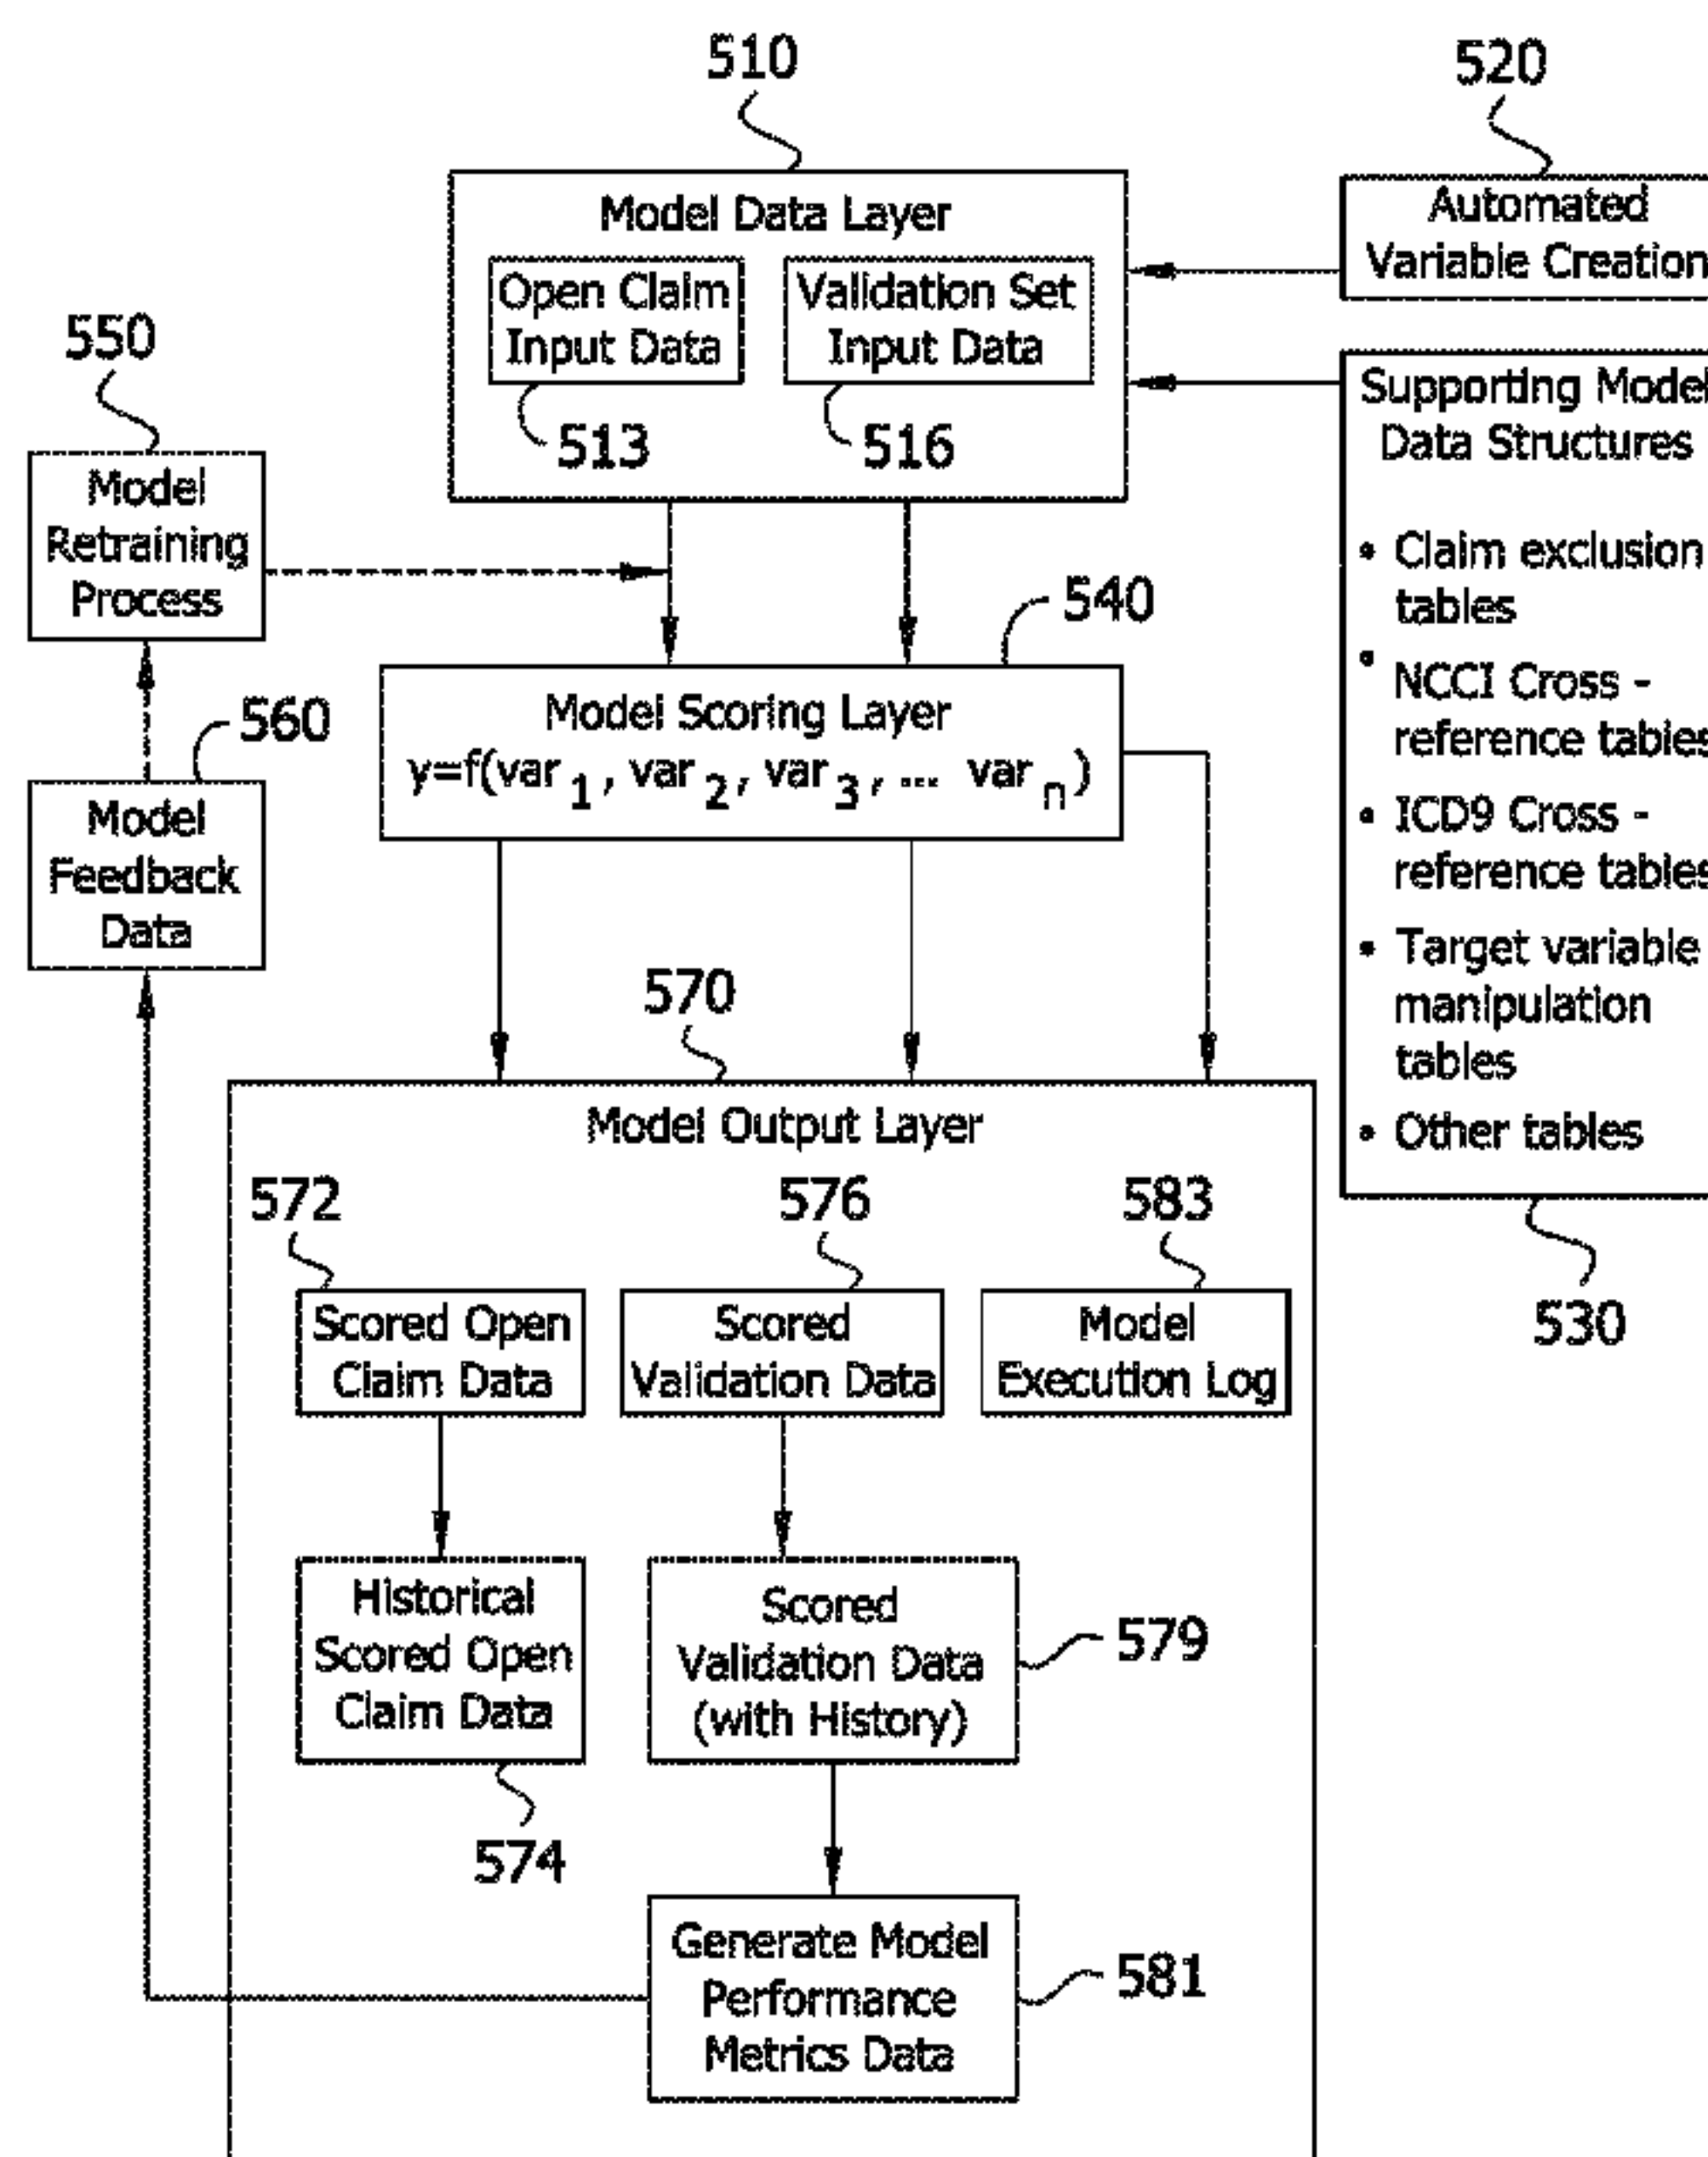 510
520
Model Data Layer
Open Claim
Input Data
Validation Set
Input Data
513
516
Automated
Variable Creation
550
Model
Retraining
Process
Supporting Model
Data Structures
• Claim exclusion
tables
• NCCI Cross -
reference tables
• ICD9 Cross -
reference tables
• Target variable
manipulation
tables
• Other tables
530
540
Model Scoring Layer
y=f(var 1, var 2, var 3, ... var n)
560
Model
Feedback
Data
570
Model Output Layer
572
576
583
Scored Open
Claim Data
Scored
Validation Data
Model
Execution Log
Historical
Scored Open
Claim Data
574
Scored
Validation Data
(with History)
579
Generate Model
Performance
Metrics Data
581